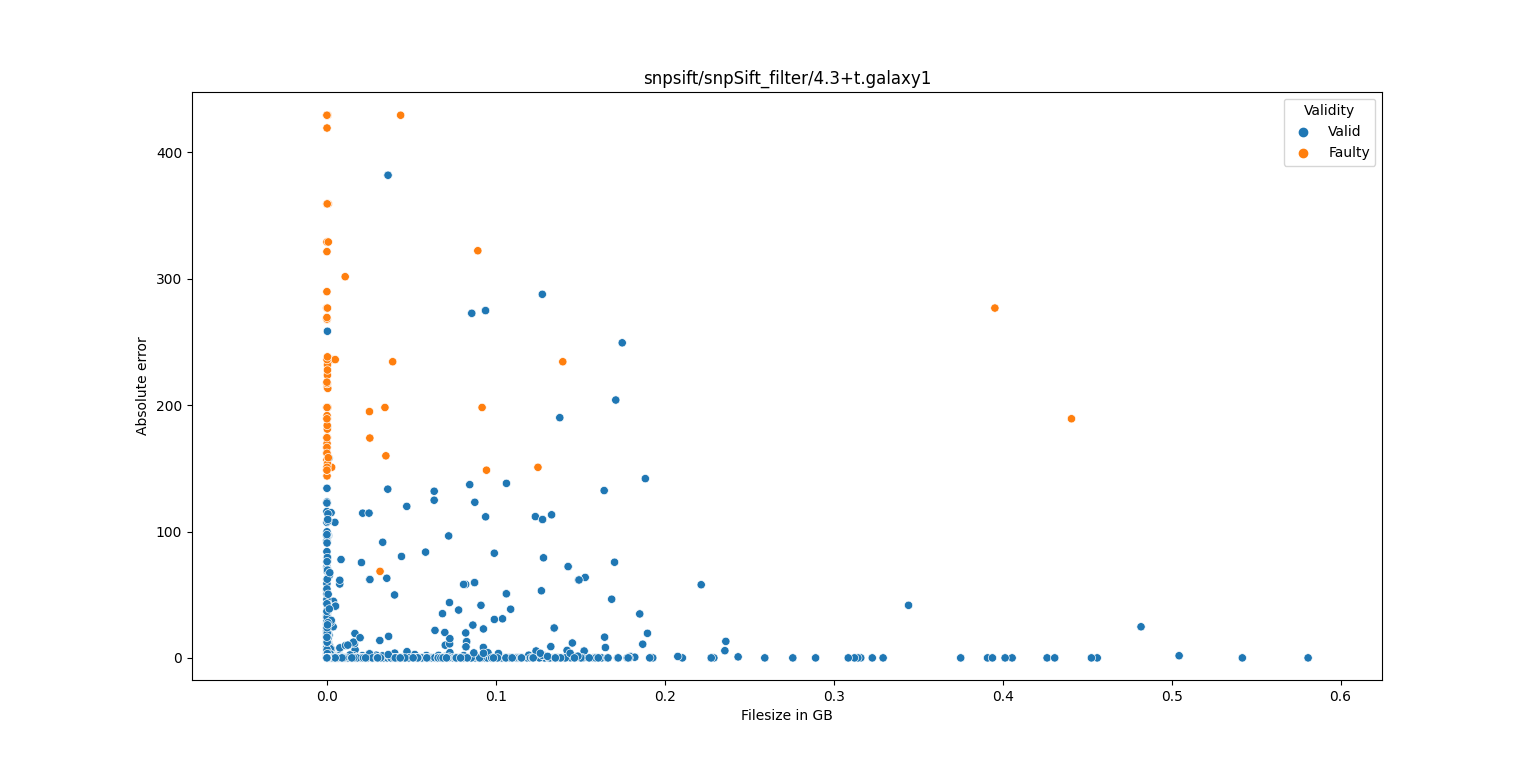 snpsift/snpSift_filter/4.3+t.galaxy1
Validity
Valid
Faulty
Absolute error
400
300
200
100
0
0.0 0.1 0.2 0.3 0.4 0.5 0.6
Filesize in GB